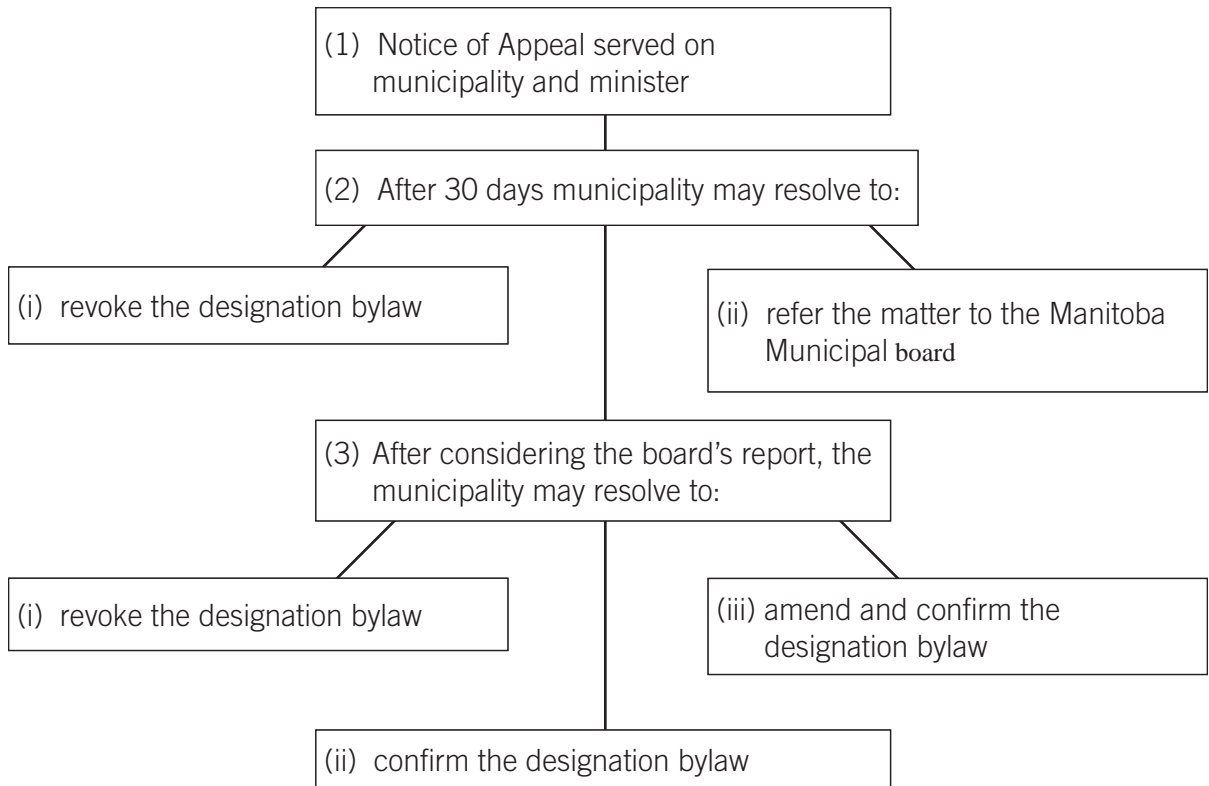 (1) Notice of Appeal served on
municipality and minister
(2) After 30 days municipality may resolve to:
(i) revoke the designation bylaw
(ii) refer the matter to the Manitoba
Municipal board
(3) After considering the board’s report, the
municipality may resolve to:
(i) revoke the designation bylaw
(iii) amend and confirm the
designation bylaw
(ii) confirm the designation bylaw